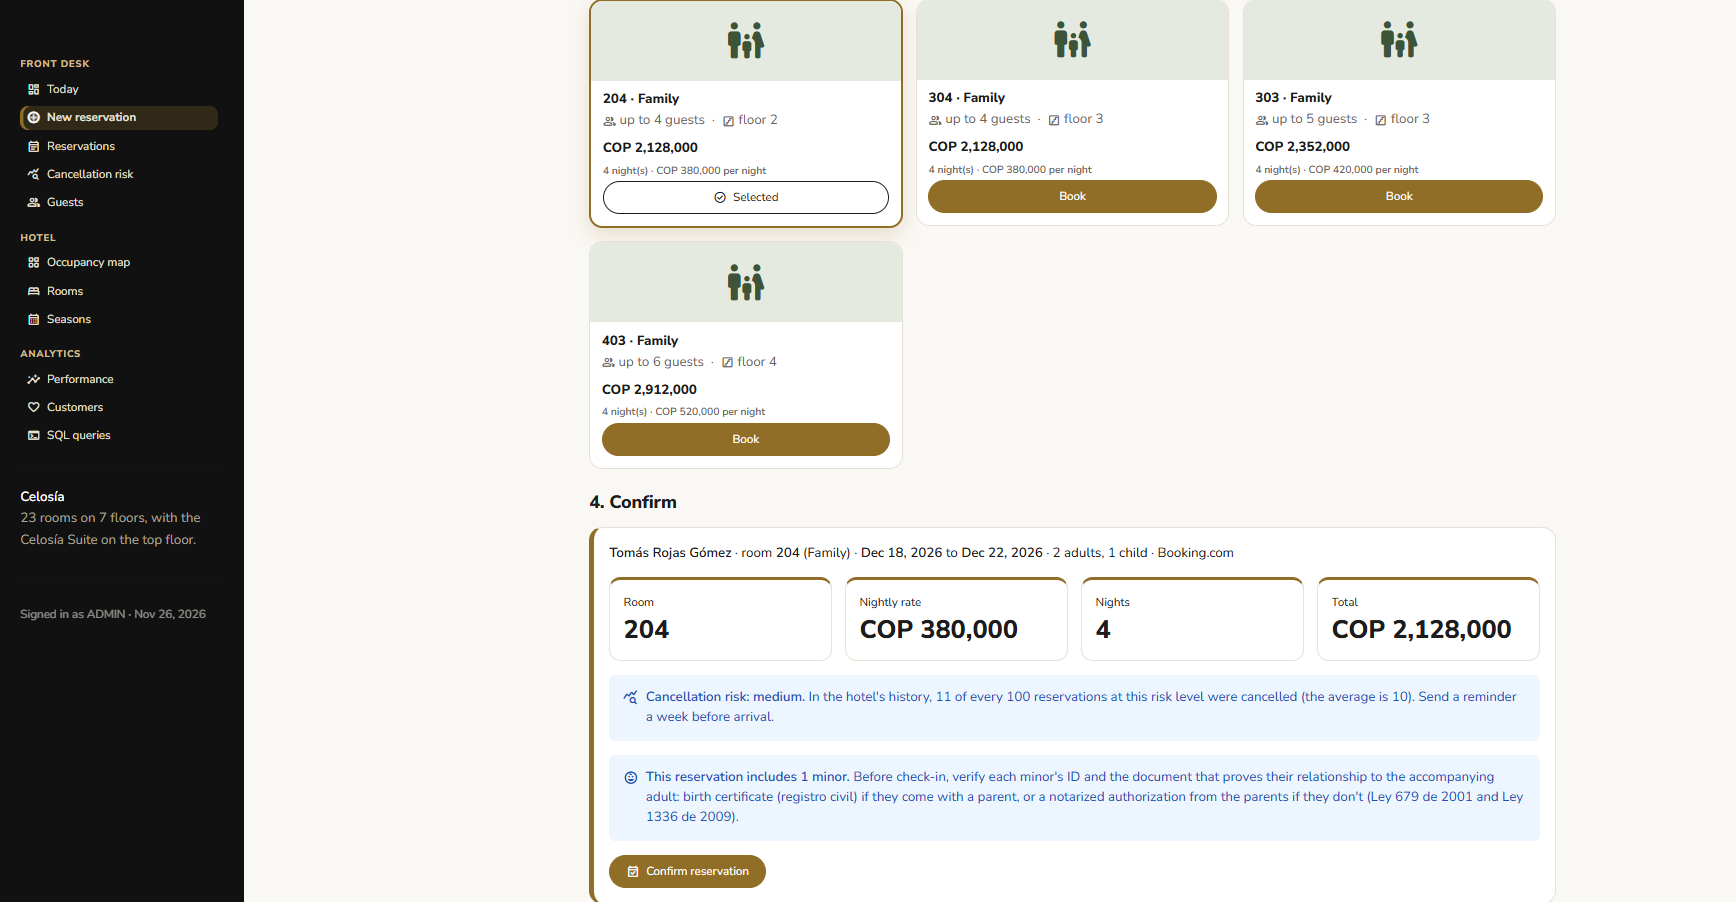 FRONT DESK
Today
New reservation
Reservations
Cancellation risk
Guests
HOTEL
Occupancy map
Rooms
Seasons
ANALYTICS
Performance
Customers
SQL queries
Celosía
23 rooms on 7 floors, with the
Celosía Suite on the top floor.
Signed in as ADMIN · Nov 26, 2026
204 · Family
up to 4 guests · floor 2
COP 2,128,000
4 night(s) · COP 380,000 per night
Selected
304 · Family
up to 4 guests · floor 3
COP 2,128,000
4 night(s) · COP 380,000 per night
Book
303 · Family
up to 5 guests · floor 3
COP 2,352,000
4 night(s) · COP 420,000 per night
Book
403 · Family
up to 6 guests · floor 4
COP 2,912,000
4 night(s) · COP 520,000 per night
Book
4. Confirm
Tomás Rojas Gómez · room 204 (Family) · Dec 18, 2026 to Dec 22, 2026 · 2 adults, 1 child · Booking.com
Room
204
Nightly rate
COP 380,000
Nights
4
Total
COP 2,128,000
Cancellation risk: medium. In the hotel's history, 11 of every 100 reservations at this risk level were cancelled (the average is 10). Send a reminder
a week before arrival.
This reservation includes 1 minor. Before check-in, verify each minor's ID and the document that proves their relationship to the accompanying
adult: birth certificate (registro civil) if they come with a parent, or a notarized authorization from the parents if they don't (Ley 679 de 2001 and Ley
1336 de 2009).
Confirm reservation